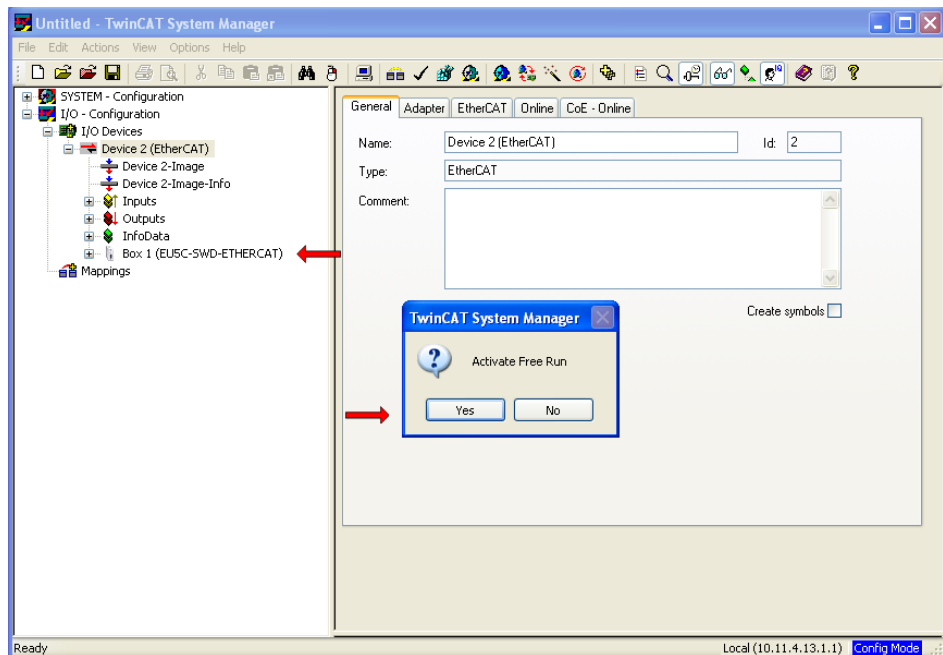 Untitled - TwinCAT System Manager
File Edit Actions View Options Help
SYSTEM - Configuration
I/O - Configuration
I/O Devices
Device 2 (EtherCAT)
Device 2-Image
Device 2-Image-Info
Inputs
Outputs
InfoData
Box 1 (EU5C-SWD-ETHERCAT)
Mappings
General Adapter EtherCAT Online CoE - Online
Name: Device 2 (EtherCAT) Id: 2
Type: EtherCAT
Comment:
Create symbols
TwinCAT System Manager
Activate Free Run
Yes No
Ready Local (10.11.4.13.1.1) Config Mode